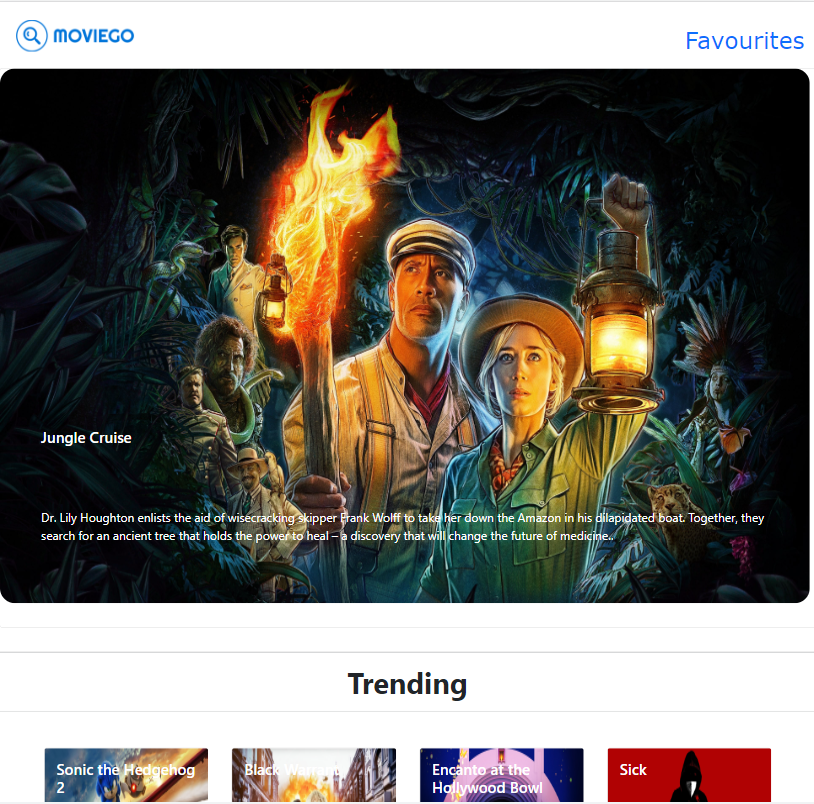 MOVIEGO
Favourites
Jungle Cruise
Dr. Lily Houghton enlists the aid of wisecracking skipper Frank Wolff to take her down the Amazon in his dilapidated boat. Together, they
search for an ancient tree that holds the power to heal – a discovery that will change the future of medicine..
Trending
Sonic the Hedgehog
2
Black Warrant
Encanto at the
Hollywood Bowl
Sick